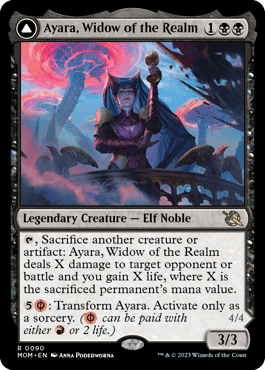 Ayara, Widow of the Realm 1
Legendary Creature — Elf Noble
, Sacrifice another creature or
artifact: Ayara, Widow of the Realm
deals X damage to target opponent or
battle and you gain X life, where X is
the sacrificed permanent's mana value.
5 : Transform Ayara. Activate only as
a sorcery. ( can be paid with
either or 2 life.)
4/4
R 0090
MOM • EN Anna Podedworna
3/3
™ & © 2023 Wizards of the Coast